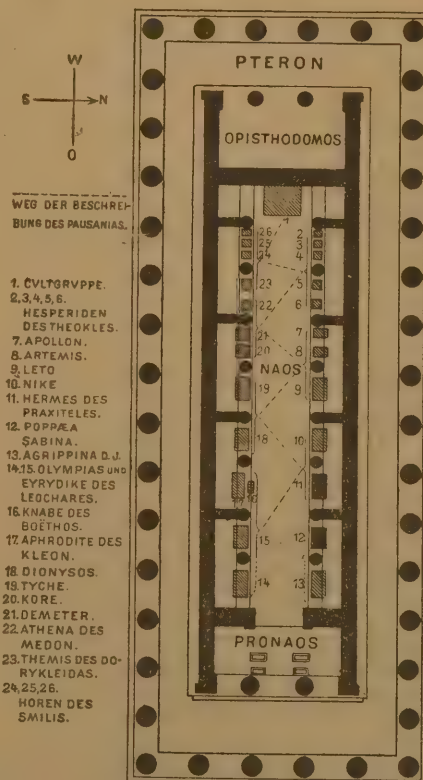 W
S N
O
WEG DER BESCHREI-
BUNG DES PAUSANIAS.
1. CVLTGRVPPE.
2,3,4,5,6.
HESPERIDEN
DES THEOKLES.
7. APOLLON.
8. ARTEMIS.
9. LETO
10. NIKE
11. HERMES DES
PRAXITELES.
12. POPPÆA
SABINA.
13. AGRIPPINA D.J.
14.15. OLYMPIAS UND
EYRYDIKE DES
LEOCHARES.
16. KNABE DES
BOËTHOS.
17. APHRODITE DES
KLEON.
18. DIONYSOS.
19. TYCHE.
20. KORE.
21. DEMETER.
22. ATHENA DES
MEDON.
23. THEMIS DES DO-
RYKLEIDAS.
24,25,26.
HOREN DES
SMILIS.
PTERON
OPISTHODOMOS
1
26 2
25 3
24 4
23 5
22 6
21 7
20 8
NAOS
19 9
18 10
11
15 12
14 13
PRONAOS